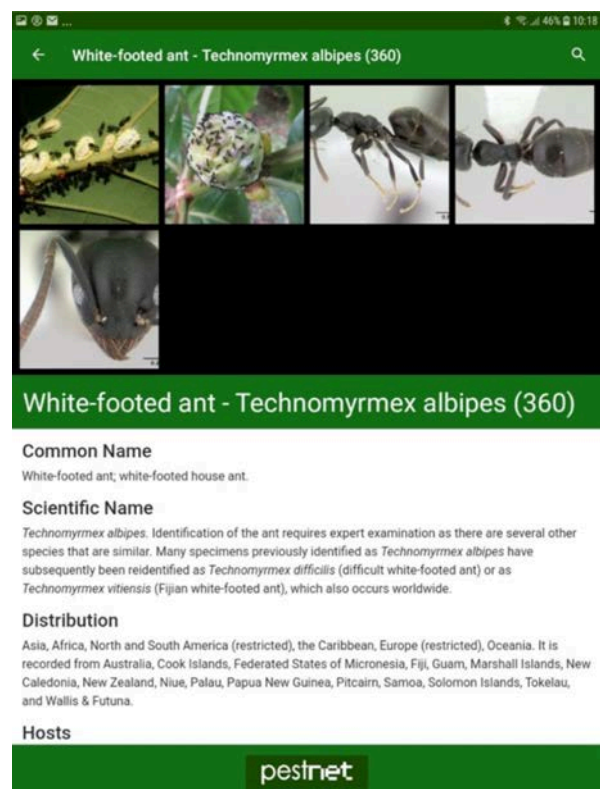 46% 10:18
White-footed ant - Technomyrmex albipes (360)
White-footed ant - Technomyrmex albipes (360)
Common Name
White-footed ant; white-footed house ant.
Scientific Name
Technomyrmex albipes. Identification of the ant requires expert examination as there are several other
species that are similar. Many specimens previously identified as Technomyrmex albipes have
subsequently been reidentified as Technomyrmex difficilis (difficult white-footed ant) or as
Technomyrmex vitiensis (Fijian white-footed ant), which also occurs worldwide.
Distribution
Asia, Africa, North and South America (restricted), the Caribbean, Europe (restricted), Oceania. It is
recorded from Australia, Cook Islands, Federated States of Micronesia, Fiji, Guam, Marshall Islands, New
Caledonia, New Zealand, Niue, Palau, Papua New Guinea, Pitcairn, Samoa, Solomon Islands, Tokelau,
and Wallis & Futuna.
Hosts
pestnet